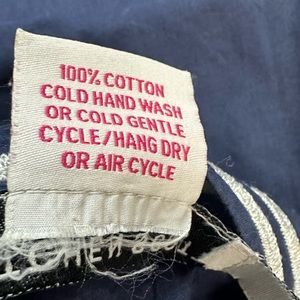 100% COTTON
COLD HAND WASH
OR COLD GENTLE
CYCLE/HANG DRY
OR AIR CYCLE